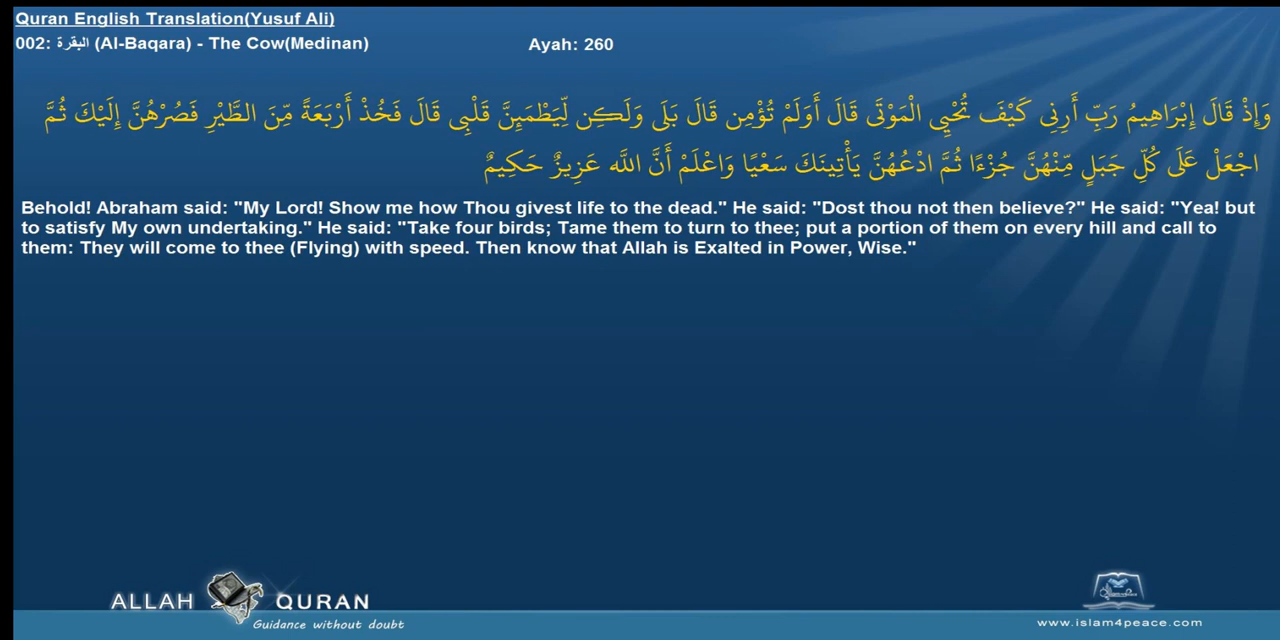 Quran English Translation(Yusuf Ali)
002: البقرة (Al-Baqara) - The Cow(Medinan)
Ayah: 260
وَإِذْ قَالَ إِبْرَاهِيمُ رَبِّ أَرِنِي كَيْفَ تُحْيِي الْمَوْتَى قَالَ أَوَلَمْ تُؤْمِن قَالَ بَلَى وَلَكِن لِّيَطْمَئِنَّ قَلْبِي قَالَ فَخُذْ أَرْبَعَةً مِّنَ الطَّيْرِ فَصُرْهُنَّ إِلَيْكَ ثُمَّ
اجْعَلْ عَلَى كُلِّ جَبَلٍ مِّنْهُنَّ جُزْءًا ثُمَّ ادْعُهُنَّ يَأْتِينَكَ سَعْيًا وَاعْلَمْ أَنَّ اللَّه عَزِيزٌ حَكِيمٌ
Behold! Abraham said: "My Lord! Show me how Thou givest life to the dead." He said: "Dost thou not then believe?" He said: "Yea! but
to satisfy My own undertaking." He said: "Take four birds; Tame them to turn to thee; put a portion of them on every hill and call to
them: They will come to thee (Flying) with speed. Then know that Allah is Exalted in Power, Wise."
ALLAH QURAN
Guidance without doubt
www.islam4peace.com